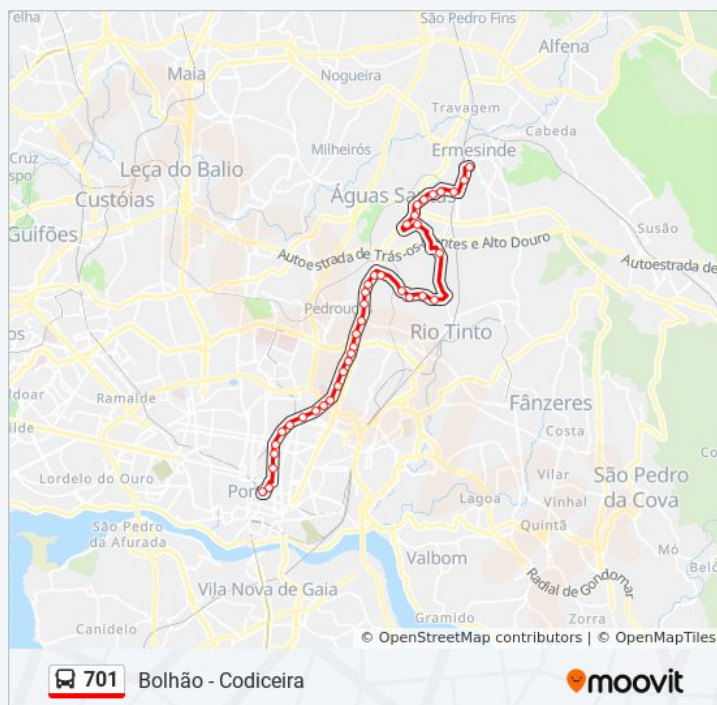 São Pedro Fins
Alfena
Maia
Nogueira
Travagem
Cabeda
Ermesinde
Milheirós
Leça do Balio
Cruz
Custóias
Águas Santas
Guifões
Susão
Autoestrada de Trás-os-Montes e Alto Douro
Autoestrada de
Pedrouços
Rio Tinto
Ramalde
Fânzeres
Costa
Lordelo do Ouro
Vilar
São Pedro
da Cova
Lagoa
Vinhal
São Pedro
da Afurada
Quintã
Mó
Valbom
Vila Nova de Gaia
Radial de Gondomar
Canidelo
Gramido
Zorra
© OpenStreetMap contributors | © OpenMapTiles
701 Bolhão - Codiceira
moovit